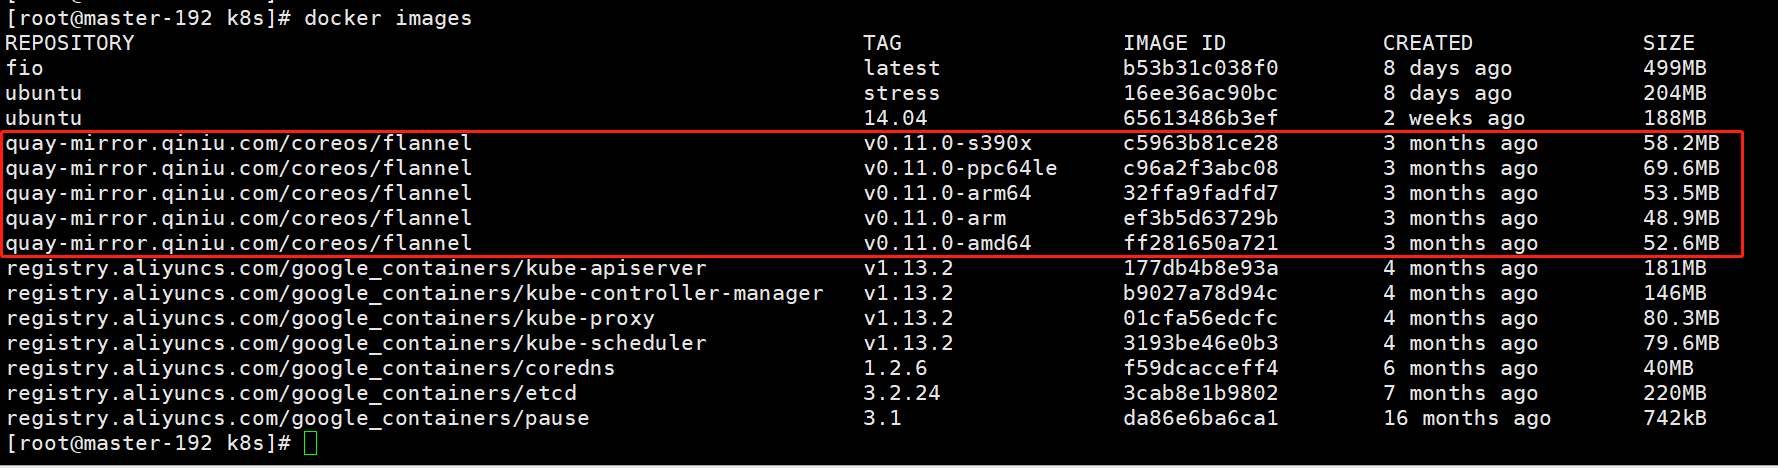 [root@master-192 k8s]# docker images
REPOSITORY TAG IMAGE ID CREATED SIZE
fio latest b53b31c038f0 8 days ago 499MB
ubuntu stress 16ee36ac90bc 8 days ago 204MB
ubuntu 14.04 65613486b3ef 2 weeks ago 188MB
quay-mirror.qiniu.com/coreos/flannel v0.11.0-s390x c5963b81ce28 3 months ago 58.2MB
quay-mirror.qiniu.com/coreos/flannel v0.11.0-ppc64le c96a2f3abc08 3 months ago 69.6MB
quay-mirror.qiniu.com/coreos/flannel v0.11.0-arm64 32ffa9fadfd7 3 months ago 53.5MB
quay-mirror.qiniu.com/coreos/flannel v0.11.0-arm ef3b5d63729b 3 months ago 48.9MB
quay-mirror.qiniu.com/coreos/flannel v0.11.0-amd64 ff281650a721 3 months ago 52.6MB
registry.aliyuncs.com/google_containers/kube-apiserver v1.13.2 177db4b8e93a 4 months ago 181MB
registry.aliyuncs.com/google_containers/kube-controller-manager v1.13.2 b9027a78d94c 4 months ago 146MB
registry.aliyuncs.com/google_containers/kube-proxy v1.13.2 01cfa56edcfc 4 months ago 80.3MB
registry.aliyuncs.com/google_containers/kube-scheduler v1.13.2 3193be46e0b3 4 months ago 79.6MB
registry.aliyuncs.com/google_containers/coredns 1.2.6 f59dcacceff4 6 months ago 40MB
registry.aliyuncs.com/google_containers/etcd 3.2.24 3cab8e1b9802 7 months ago 220MB
registry.aliyuncs.com/google_containers/pause 3.1 da86e6ba6ca1 16 months ago 742kB
[root@master-192 k8s]#